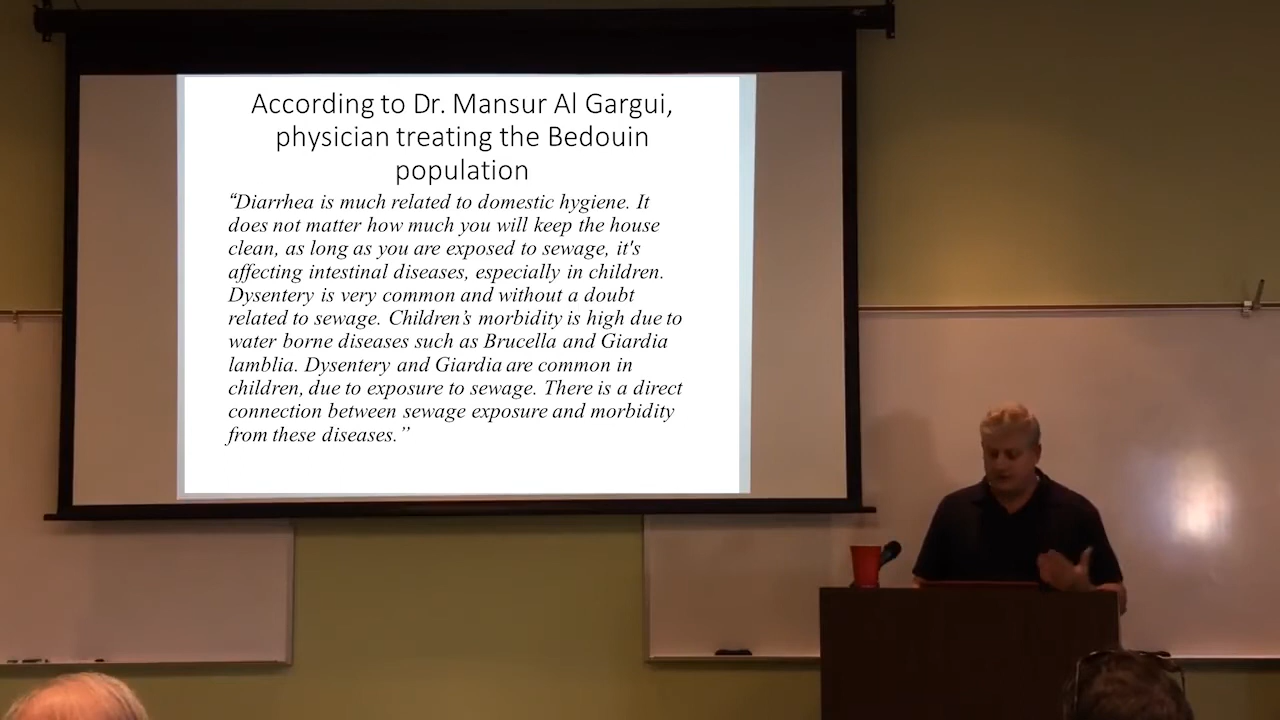 According to Dr. Mansur Al Gargui,
physician treating the Bedouin
population
“Diarrhea is much related to domestic hygiene. It
does not matter how much you will keep the house
clean, as long as you are exposed to sewage, it's
affecting intestinal diseases, especially in children.
Dysentery is very common and without a doubt
related to sewage. Children’s morbidity is high due to
water borne diseases such as Brucella and Giardia
lamblia. Dysentery and Giardia are common in
children, due to exposure to sewage. There is a direct
connection between sewage exposure and morbidity
from these diseases.”